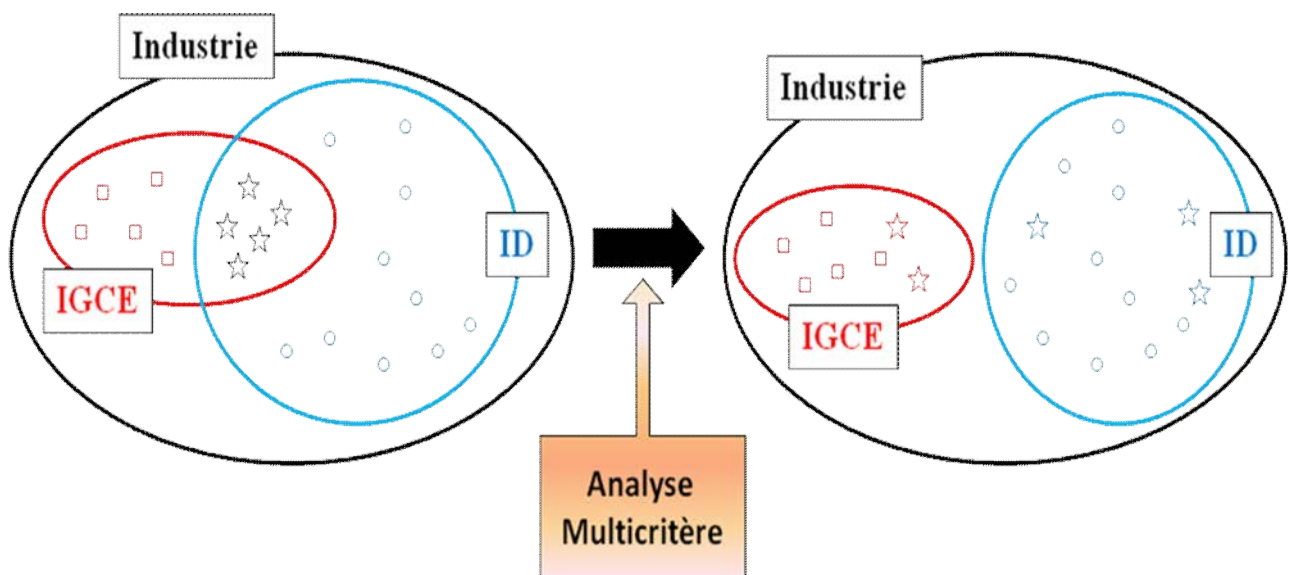 Industrie
IGCE
ID
Analyse
Multicritère
Industrie
IGCE
ID